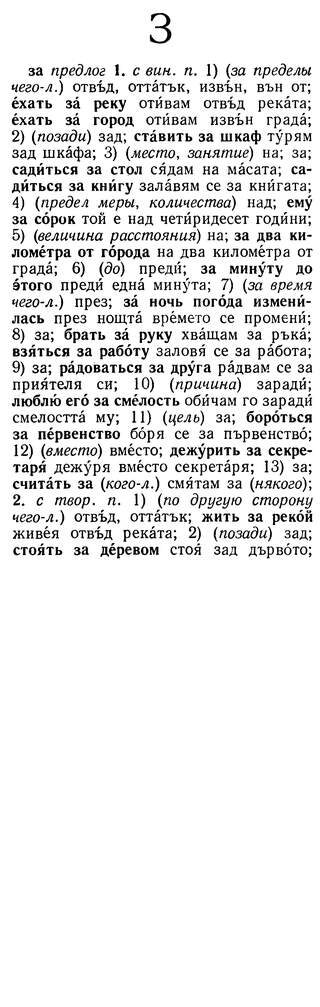 З
за предлог 1. с вин. п. 1) (за пределы
чего-л.) отвъ́д, отта́тък, извъ́н, вън от;
е́хать за́ реку оти́вам отвъ́д река́та;
е́хать за́ город оти́вам извъ́н града́;
2) (позади) зад; ста́вить за шкаф ту́рям
зад шка́фа; 3) (место, занятие) на; за;
сади́ться за стол ся́дам на ма́сата; са-
ди́ться за кни́гу заля́вям се за кни́гата;
4) (предел меры, количества) над; ему́
за со́рок той е над чети́ридесет годи́ни;
5) (величина расстояния) на; за два ки-
ломе́тра от го́рода на два киломе́тра от
града́; 6) (до) преди́; за мину́ту до
э́того преди́ една́ мину́та; 7) (за время
чего-л.) през; за́ ночь пого́да измени́-
лась през нощта́ вре́мето се промени́;
8) за; брать за́ руку хва́щам за ръка́;
взя́ться за рабо́ту заловя́ се за ра́бота;
9) за; ра́доваться за дру́га ра́двам се за
прия́теля си; 10) (причина) заради́;
люблю́ его́ за сме́лость оби́чам го заради́
смелостта́ му; 11) (цель) за; боро́ться
за пе́рвенство бо́ря се за първенство́;
12) (вместо) вме́сто; дежу́рить за секре-
таря́ дежу́ря вме́сто секрета́ря; 13) за;
счита́ть за (кого-л.) смя́там за (някого);
2. с твор. п. 1) (по другую сторону
чего-л.) отвъ́д, отта́тък; жить за реко́й
живе́я отвъ́д река́та; 2) (позади) зад;
стоя́ть за де́ревом стоя́ зад дърво́то;